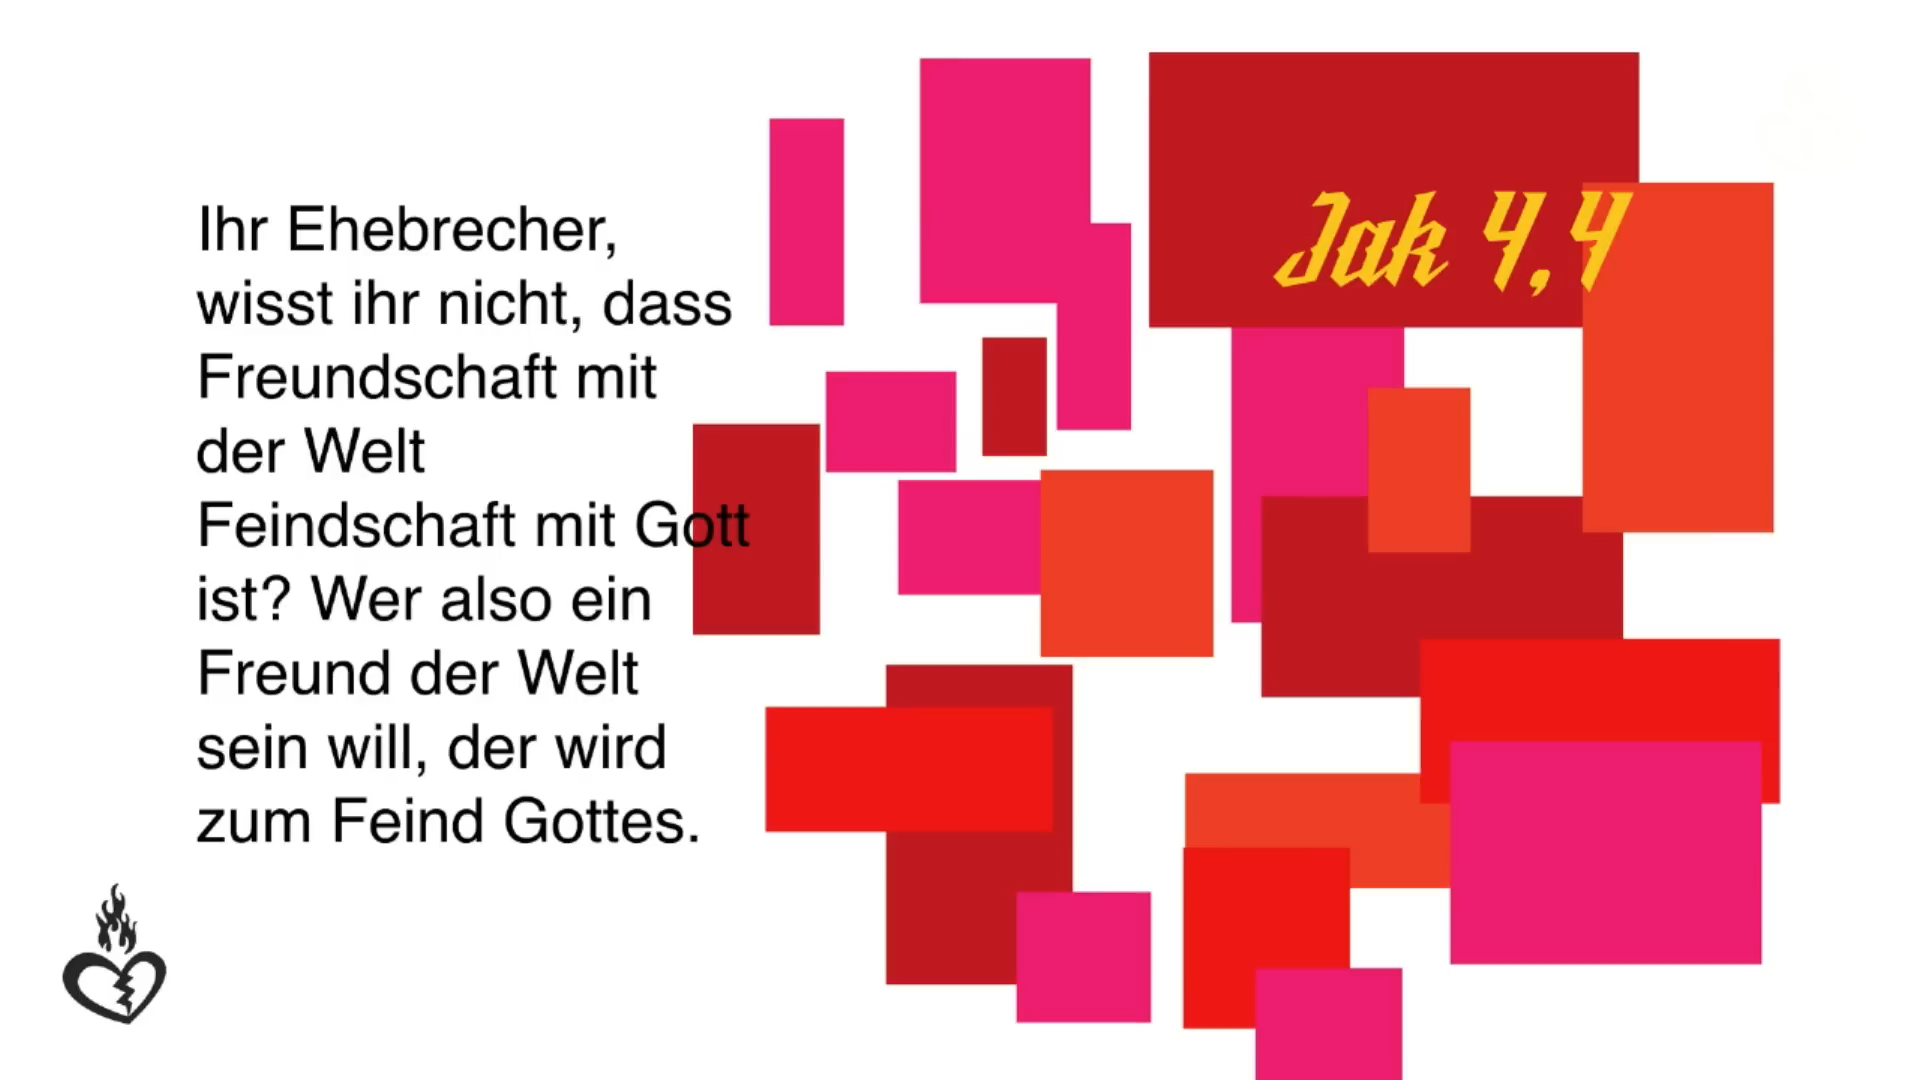 Ihr Ehebrecher,
wisst ihr nicht, dass
Freundschaft mit
der Welt
Feindschaft mit Gott
ist? Wer also ein
Freund der Welt
sein will, der wird
zum Feind Gottes.
Jak 4,4